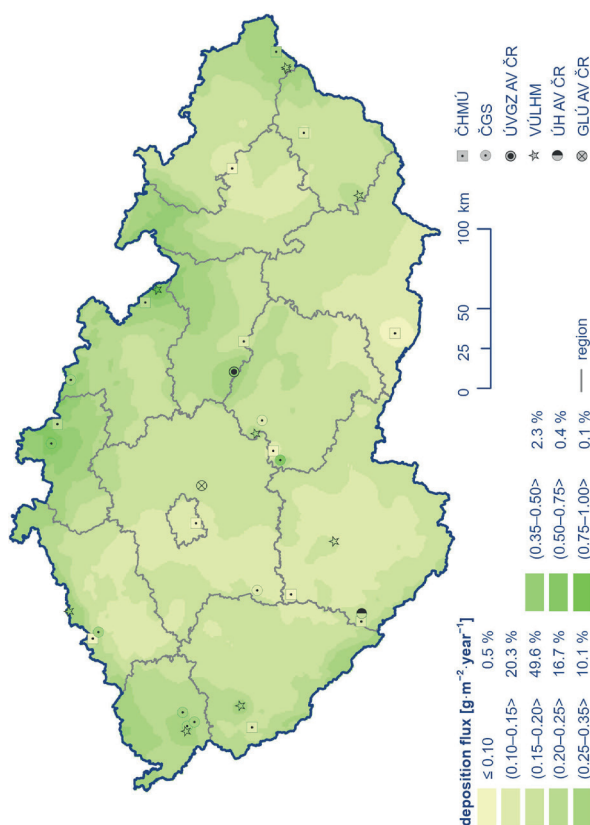 deposition flux [g·m⁻²·year⁻¹]
≤ 0.10 0.5 %
(0.10–0.15> 20.3 %
(0.15–0.20> 49.6 %
(0.20–0.25> 16.7 %
(0.25–0.35> 10.1 %
(0.35–0.50> 2.3 %
(0.50–0.75> 0.4 %
(0.75–1.00> 0.1 %
region
0 25 50 100 km
ČHMÚ
ČGS
ÚVGZ AV ČR
VÚLHM
ÚH AV ČR
GLÚ AV ČR